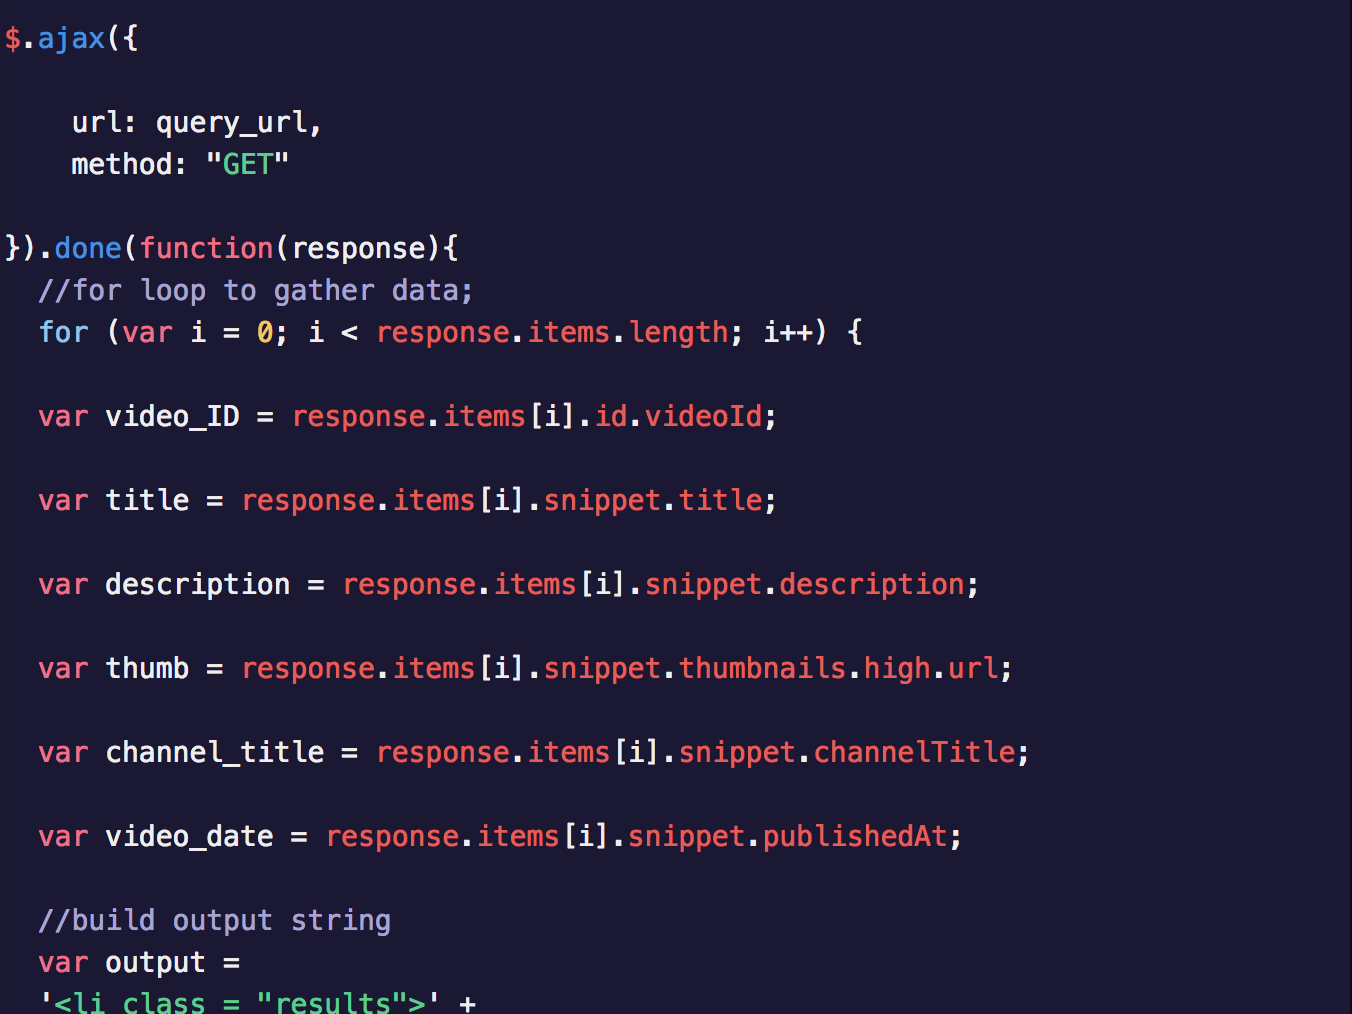 $.ajax({
url: query_url,
method: "GET"
}).done(function(response){
//for loop to gather data;
for (var i = 0; i < response.items.length; i++) {
var video_ID = response.items[i].id.videoId;
var title = response.items[i].snippet.title;
var description = response.items[i].snippet.description;
var thumb = response.items[i].snippet.thumbnails.high.url;
var channel_title = response.items[i].snippet.channelTitle;
var video_date = response.items[i].snippet.publishedAt;
//build output string
var output =
'<li class = "results">' +